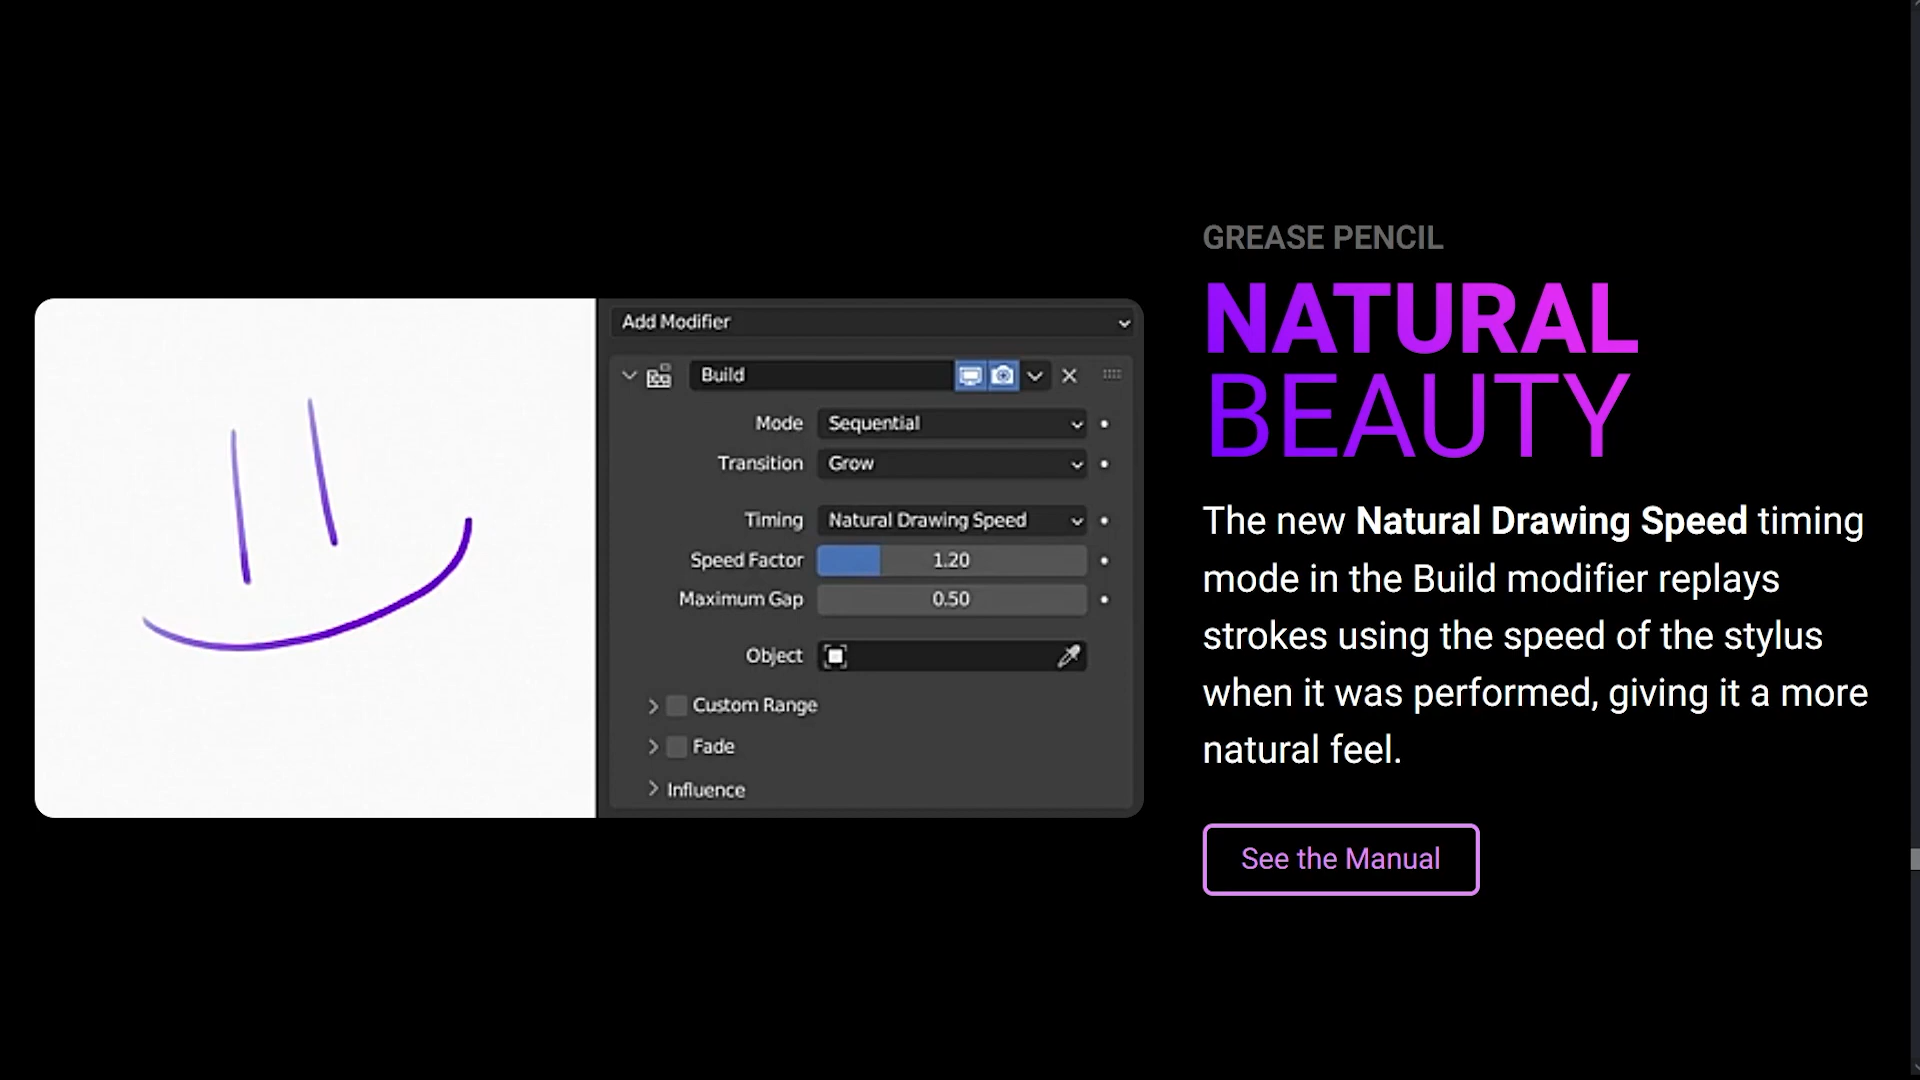 Add Modifier
Build
Mode Sequential
Transition Grow
Timing Natural Drawing Speed
Speed Factor 1.20
Maximum Gap 0.50
Object
Custom Range
Fade
Influence
GREASE PENCIL
NATURAL
BEAUTY
The new Natural Drawing Speed timing
mode in the Build modifier replays
strokes using the speed of the stylus
when it was performed, giving it a more
natural feel.
See the Manual